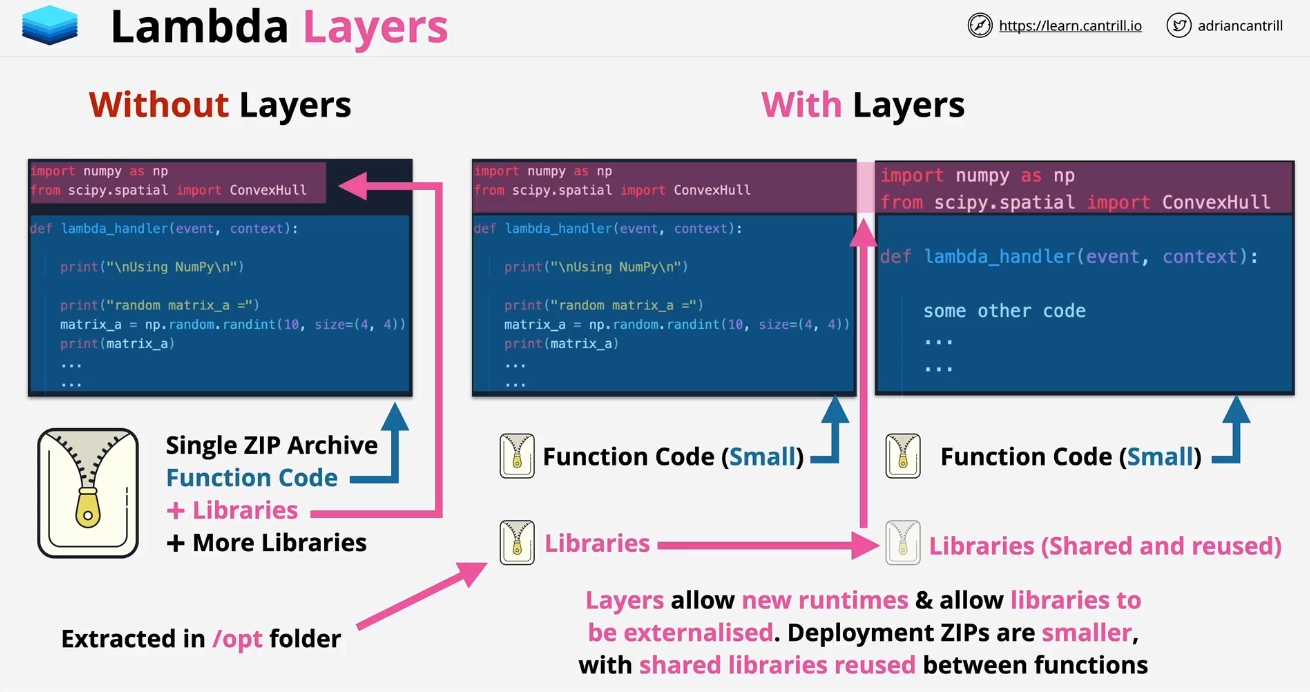 Lambda Layers
https://learn.cantrill.io
adriancantrill
Without Layers
import numpy as np
from scipy.spatial import ConvexHull
def lambda_handler(event, context):
print("\nUsing NumPy\n")
print("random matrix_a =")
matrix_a = np.random.randint(10, size=(4, 4))
print(matrix_a)
...
...
Single ZIP Archive
Function Code
+ Libraries
+ More Libraries
Extracted in /opt folder
With Layers
import numpy as np
from scipy.spatial import ConvexHull
def lambda_handler(event, context):
print("\nUsing NumPy\n")
print("random matrix_a =")
matrix_a = np.random.randint(10, size=(4, 4))
print(matrix_a)
...
...
import numpy as np
from scipy.spatial import ConvexHull
def lambda_handler(event, context):
some other code
...
...
Function Code (Small)
Function Code (Small)
Libraries
Libraries (Shared and reused)
Layers allow new runtimes & allow libraries to
be externalised. Deployment ZIPs are smaller,
with shared libraries reused between functions